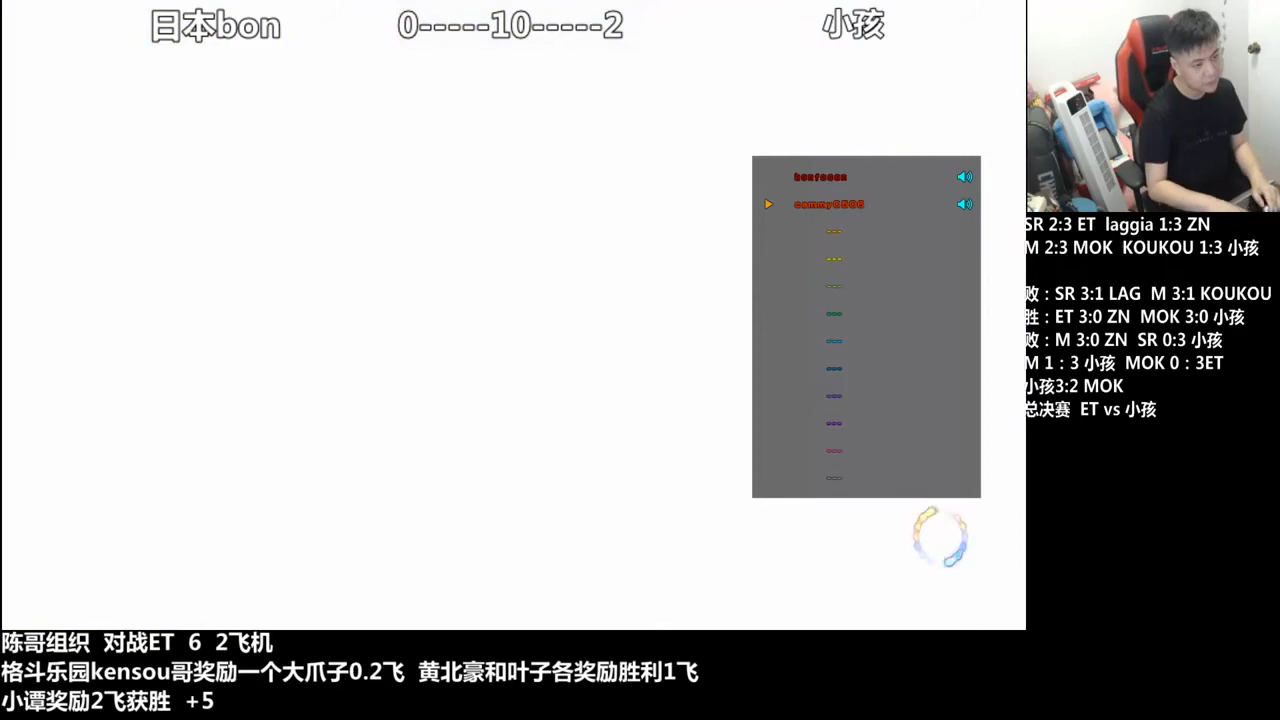 日本bon 0-----10-----2 小孩
bonfocon
cammy0505
---
---
---
---
---
---
---
---
---
---
SR 2:3 ET laggia 1:3 ZN
M 2:3 MOK KOUKOU 1:3 小孩
败：SR 3:1 LAG M 3:1 KOUKOU
胜：ET 3:0 ZN MOK 3:0 小孩
败：M 3:0 ZN SR 0:3 小孩
M 1：3 小孩 MOK 0：3ET
小孩3:2 MOK
总决赛 ET vs 小孩
陈哥组织 对战ET 6 2飞机
格斗乐园kensou哥奖励一个大爪子0.2飞 黄北豪和叶子各奖励胜利1飞
小谭奖励2飞获胜 +5